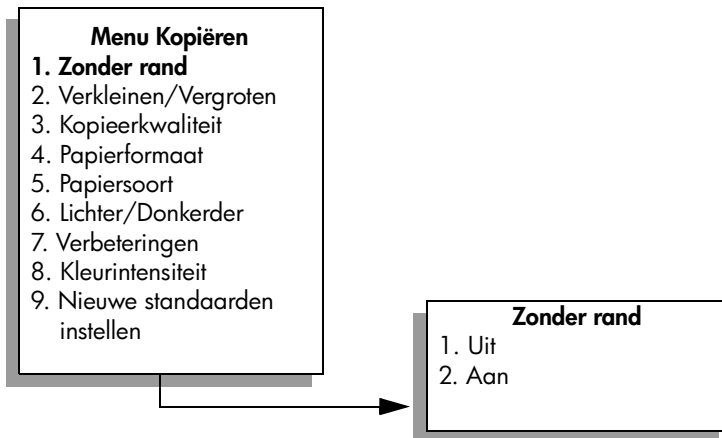 Menu Kopiëren
1. Zonder rand
2. Verkleinen/Vergroten
3. Kopieerkwaliteit
4. Papierformaat
5. Papiersoort
6. Lichter/Donkerder
7. Verbeteringen
8. Kleurintensiteit
9. Nieuwe standaarden
instellen
Zonder rand
1. Uit
2. Aan